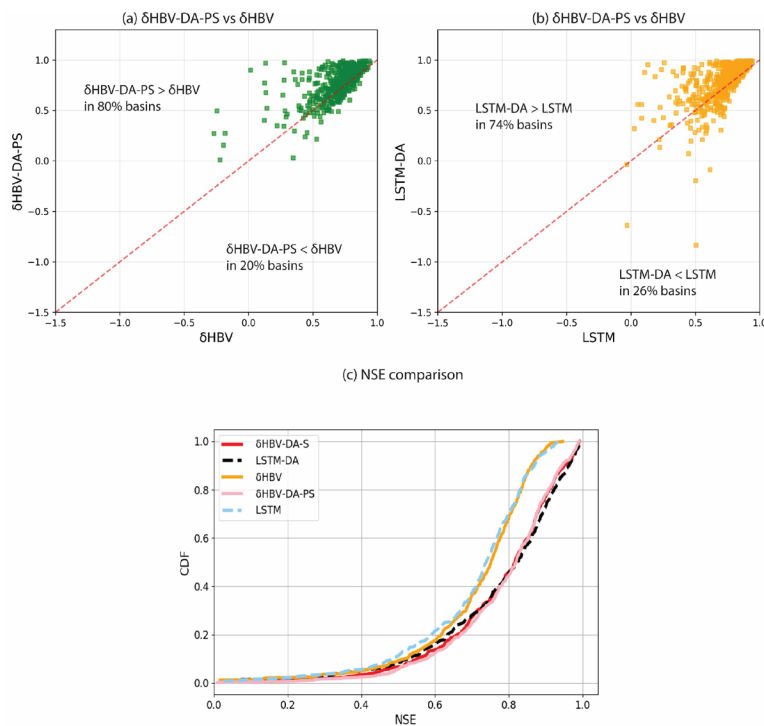 (a) δHBV-DA-PS vs δHBV
1.0
0.5
0.0
−0.5
−1.0
−1.5
δHBV-DA-PS
δHBV-DA-PS > δHBV
in 80% basins
δHBV-DA-PS < δHBV
in 20% basins
−1.5 −1.0 −0.5 0.0 0.5 1.0
δHBV
(b) δHBV-DA-PS vs δHBV
1.0
0.5
0.0
−0.5
−1.0
−1.5
LSTM-DA
LSTM-DA > LSTM
in 74% basins
LSTM-DA < LSTM
in 26% basins
−1.5 −1.0 −0.5 0.0 0.5 1.0
LSTM
(c) NSE comparison
1.0
0.8
0.6
0.4
0.2
0.0
CDF
δHBV-DA-S
LSTM-DA
δHBV
δHBV-DA-PS
LSTM
0.0 0.2 0.4 0.6 0.8 1.0
NSE